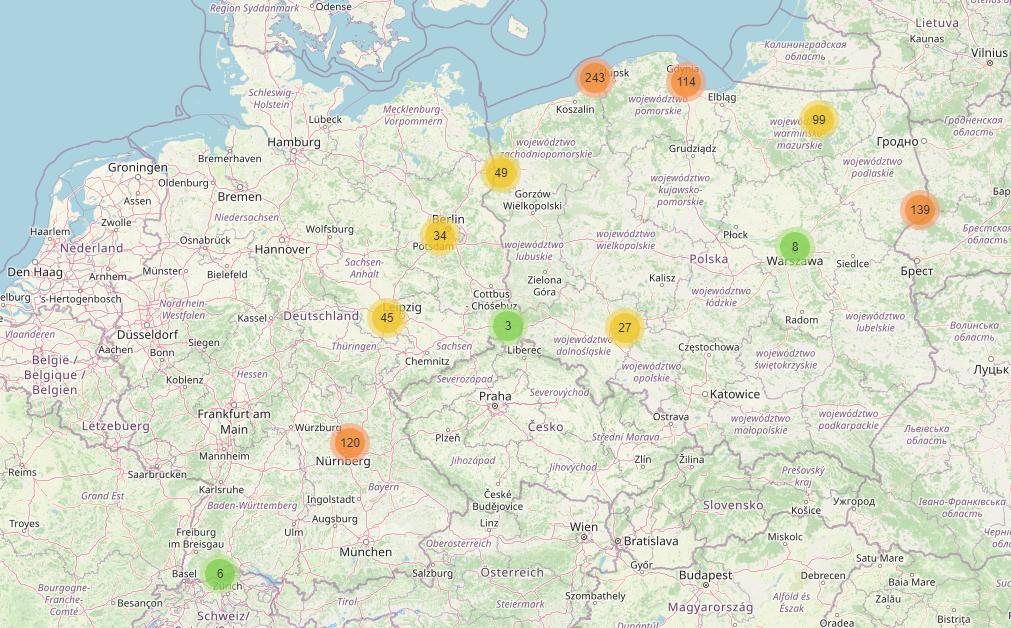 Region Syddanmark
Odense
Lietuva
Kaunas
Калининградская
область
Vilnius
243
upsk
Gdynia
114
Schleswig-
Holstein
Mecklenburg-
Vorpommern
Koszalin
województwo
pomorskie
Elbląg
99
województwo
warmińsko-
mazurskie
Гродненская
область
Lübeck
Hamburg
województwo
zachodniopomorskie
Grudziądz
Гродно
Bremerhaven
Groningen
Oldenburg
Assen
Bremen
49
Gorzów
Wielkopolski
województwo
kujawsko-
pomorskie
województwo
podlaskie
139
Бар
Zwolle
Haarlem
Nederland
Niedersachsen
Osnabrück
Hannover
Wolfsburg
Berlin
34
Potsdam
województwo
lubuskie
województwo
wielkopolskie
Płock
8
Warszawa
Siedlce
Polska
Брестская
область
Брест
Den Haag
Arnhem
Münster
Bielefeld
Sachsen-
Anhalt
Zielona
Góra
Kalisz
województwo
łódzkie
's-Hertogenbosch
Nordrhein-
Westfalen
Kassel
Deutschland
45
Leipzig
Cottbus
Chóśebuz
3
27
Radom
województwo
lubelskie
Волинська
область
Vlaanderen
Düsseldorf
Siegen
Aachen
Bonn
Thüringen
Sachsen
Chemnitz
Liberec
województwo
dolnośląskie
Częstochowa
województwo
świętokrzyskie
Луцьк
België /
Belgique /
Belgien
Koblenz
Hessen
Severozápad
województwo
opolskie
Katowice
Praha
Severovýchod
Lëtzebuerg
Frankfurt am
Main
Würzburg
120
Nürnberg
Plzeň
Česko
Ostrava
województwo
małopolskie
województwo
podkarpackie
Львівська
область
Mannheim
Střední Morava
Reims
Saarbrücken
Karlsruhe
Jihozápad
Jihovýchod
Zlín
Žilina
Prešovský
kraj
Grand Est
Baden-Württemberg
Ingolstadt
Bayern
České
Budějovice
Slovensko
Košice
Ужгород
Івано-Франківська
область
Troyes
Freiburg
im Breisgau
Ulm
Augsburg
Linz
Wien
Bratislava
Miskolc
München
Oberösterreich
Basel
6
Zürich
Salzburg
Österreich
Győr
Budapest
Debrecen
Satu Mare
Baia Mare
Bourgogne-
Franche-
Comté
Besançon
Schweiz/
Tirol
Steiermark
Szombathely
Magyarország
Alföld és
Észak
Zalău
Oradea
Bistrița